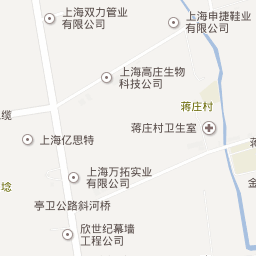 上海双力管业
有限公司
上海申捷鞋业
有限公司
上海高庄生物
科技公司
蒋庄村
缆
蒋庄村卫生室
上海亿思特
上海万拓实业
有限公司
埝
金
亭卫公路斜河桥
欣世纪幕墙
工程公司